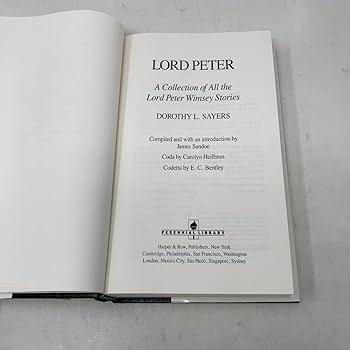 LORD PETER
A Collection of All the
Lord Peter Wimsey Stories
DOROTHY L. SAYERS
Compiled and with an introduction by
James Sandoe
Coda by Carolyn Heilbrun
Codetta by E. C. Bentley
PERENNIAL LIBRARY
Harper & Row, Publishers, New York
Cambridge, Philadelphia, San Francisco, Washington
London, Mexico City, São Paulo, Singapore, Sydney